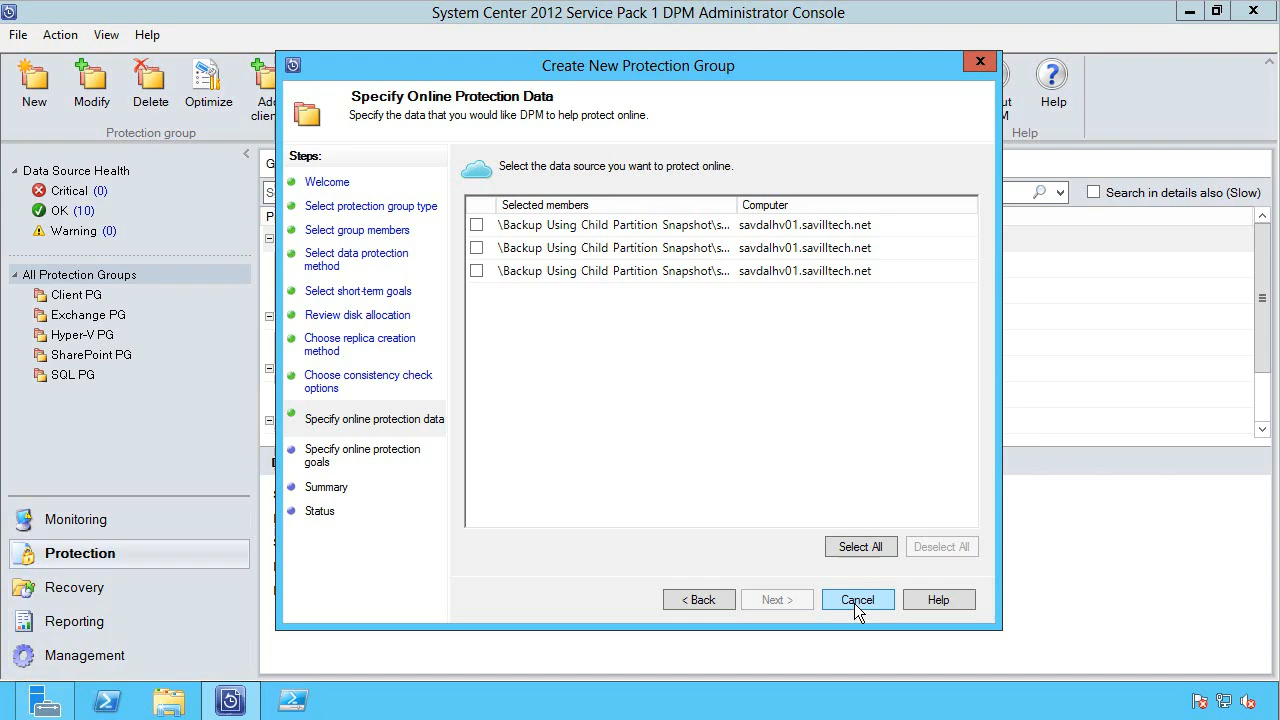 System Center 2012 Service Pack 1 DPM Administrator Console
File Action View Help
New
Modify
Delete
Optimize
Help
Protection group
Help
Create New Protection Group
Specify Online Protection Data
Specify the data that you would like DPM to help protect online.
Steps:
Welcome
Select protection group type
Select group members
Select data protection
method
Select short-term goals
Review disk allocation
Choose replica creation
method
Choose consistency check
options
Specify online protection data
Specify online protection
goals
Summary
Status
Select the data source you want to protect online.
Selected members Computer
\Backup Using Child Partition Snapshot\s... savdalhv01.savilltech.net
\Backup Using Child Partition Snapshot\s... savdalhv01.savilltech.net
\Backup Using Child Partition Snapshot\s... savdalhv01.savilltech.net
Select All Deselect All
< Back Next > Cancel Help
Data Source Health
Critical (0)
OK (10)
Warning (0)
All Protection Groups
Client PG
Exchange PG
Hyper-V PG
SharePoint PG
SQL PG
Monitoring
Protection
Recovery
Reporting
Management
Search in details also (Slow)